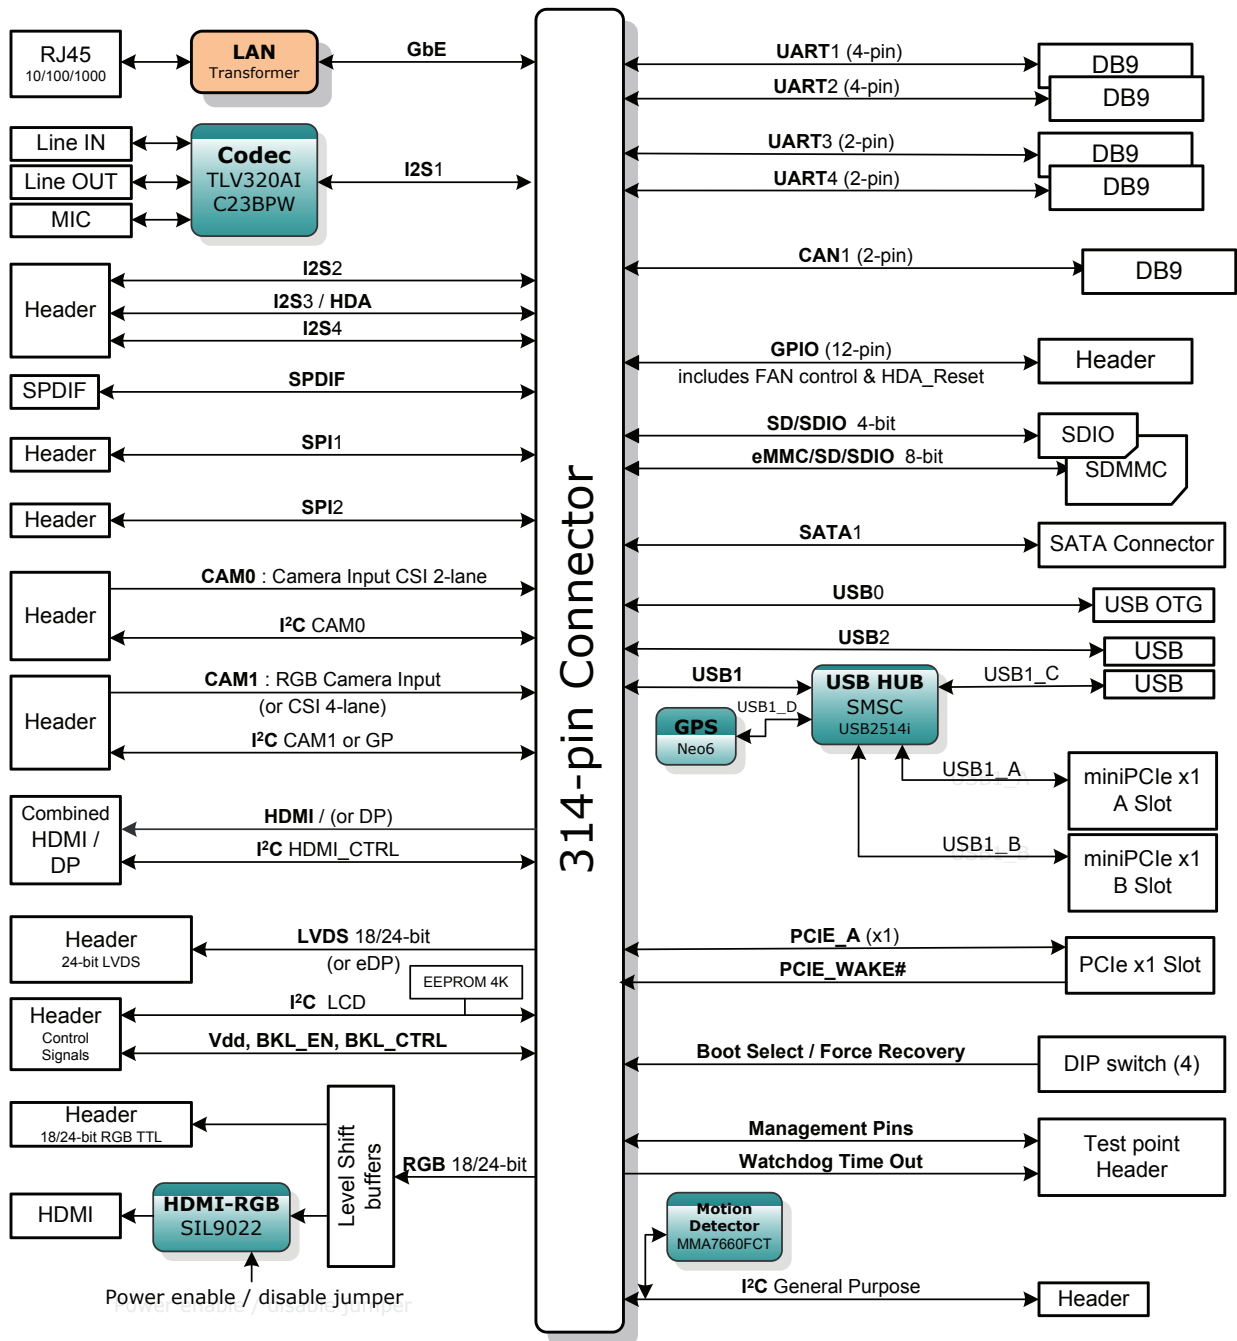 RJ45
10/100/1000
LAN
Transformer
GbE
Line IN
Line OUT
MIC
Codec
TLV320AI
C23BPW
I2S1
Header
I2S2
I2S3 / HDA
I2S4
SPDIF
SPDIF
Header
SPI1
Header
SPI2
Header
CAM0 : Camera Input CSI 2-lane
I²C CAM0
Header
CAM1 : RGB Camera Input
(or CSI 4-lane)
I²C CAM1 or GP
Combined
HDMI /
DP
HDMI / (or DP)
I²C HDMI_CTRL
Header
24-bit LVDS
LVDS 18/24-bit
(or eDP)
EEPROM 4K
Header
Control
Signals
I²C LCD
Vdd, BKL_EN, BKL_CTRL
Header
18/24-bit RGB TTL
Level Shift
buffers
RGB 18/24-bit
HDMI
HDMI-RGB
SIL9022
Power enable / disable jumper
314-pin Connector
UART1 (4-pin)
DB9
UART2 (4-pin)
DB9
UART3 (2-pin)
DB9
UART4 (2-pin)
DB9
CAN1 (2-pin)
DB9
GPIO (12-pin)
includes FAN control & HDA_Reset
Header
SD/SDIO 4-bit
SDIO
eMMC/SD/SDIO 8-bit
SDMMC
SATA1
SATA Connector
USB0
USB OTG
USB2
USB
USB1
USB HUB
SMSC
USB2514i
USB1_C
USB
GPS
Neo6
USB1_D
USB1_A
miniPCIe x1
A Slot
USB1_B
miniPCIe x1
B Slot
PCIE_A (x1)
PCIE_WAKE#
PCIe x1 Slot
Boot Select / Force Recovery
DIP switch (4)
Management Pins
Watchdog Time Out
Test point
Header
Motion
Detector
MMA7660FCT
I²C General Purpose
Header